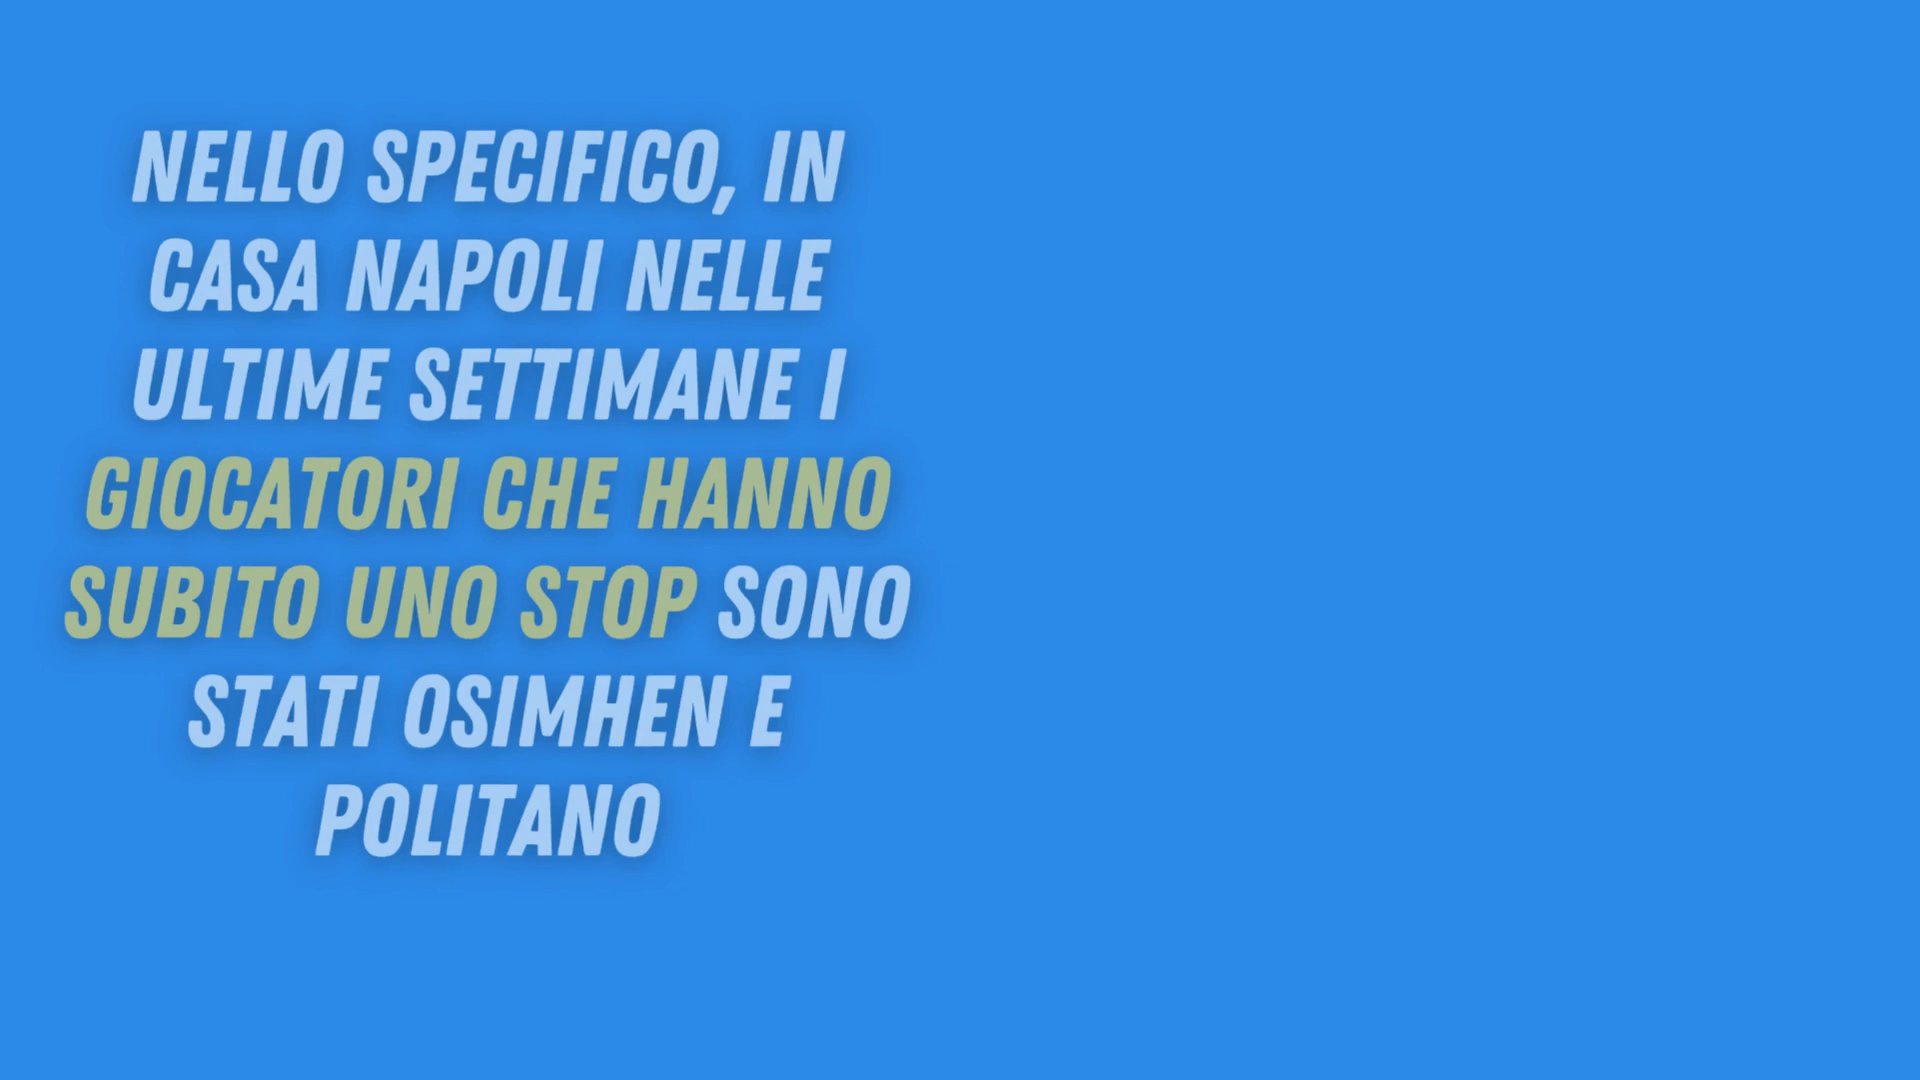 NELLO SPECIFICO, IN
CASA NAPOLI NELLE
ULTIME SETTIMANE I
GIOCATORI CHE HANNO
SUBITO UNO STOP SONO
STATI OSIMHEN E
POLITANO